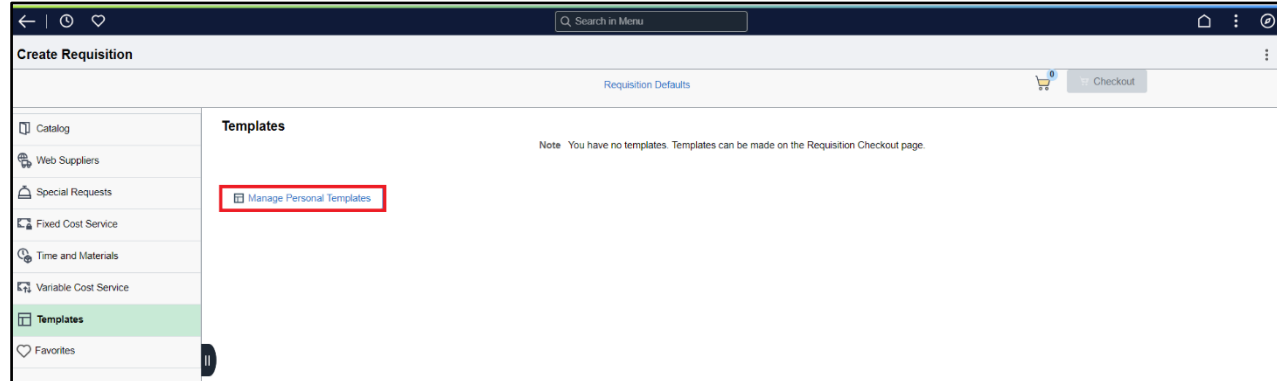 Search in Menu
Create Requisition
Requisition Defaults
0
Checkout
Catalog
Web Suppliers
Special Requests
Fixed Cost Service
Time and Materials
Variable Cost Service
Templates
Favorites
Templates
Note You have no templates. Templates can be made on the Requisition Checkout page.
Manage Personal Templates